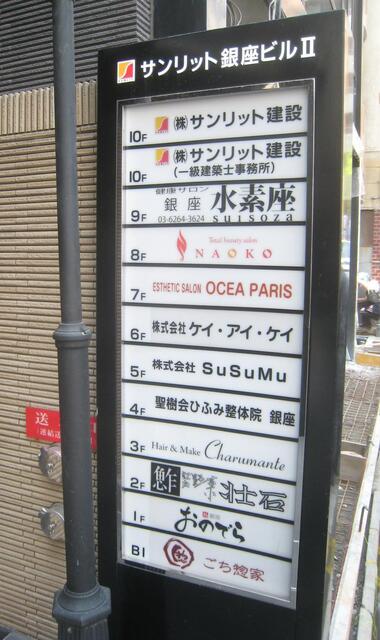 サンリット銀座ビルⅡ
10F ㈱サンリット建設
10F ㈱サンリット建設
(一級建築士事務所)
健康サロン
銀座 水素座
9F 03-6264-3624 suisoza
Total beauty salon
8F NAOKO
7F ESTHETIC SALON OCEA PARIS
6F 株式会社 ケイ・アイ・ケイ
5F 株式会社 SuSuMu
4F 聖樹会ひふみ整体院 銀座
3F Hair & Make Charumante
2F 壮石
1F おのでら
B1 ごち惣家
送